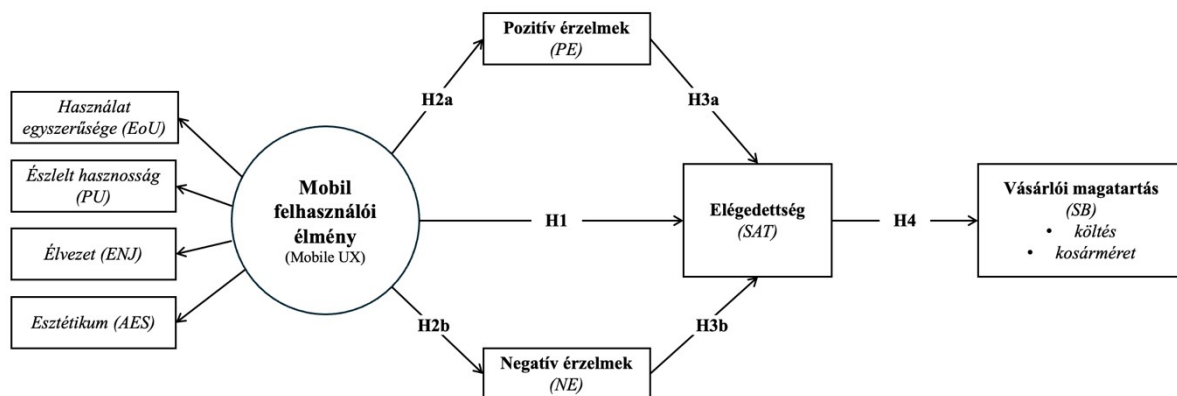 Használat
egyszerűsége (EoU)
Észlelt hasznosság
(PU)
Élvezet (ENJ)
Esztétikum (AES)
Mobil
felhasználói
élmény
(Mobile UX)
H2a
Pozitív érzelmek
(PE)
H3a
H1
H2b
Negatív érzelmek
(NE)
H3b
Elégedettség
(SAT)
H4
Vásárlói magatartás
(SB)
• költés
• kosárméret